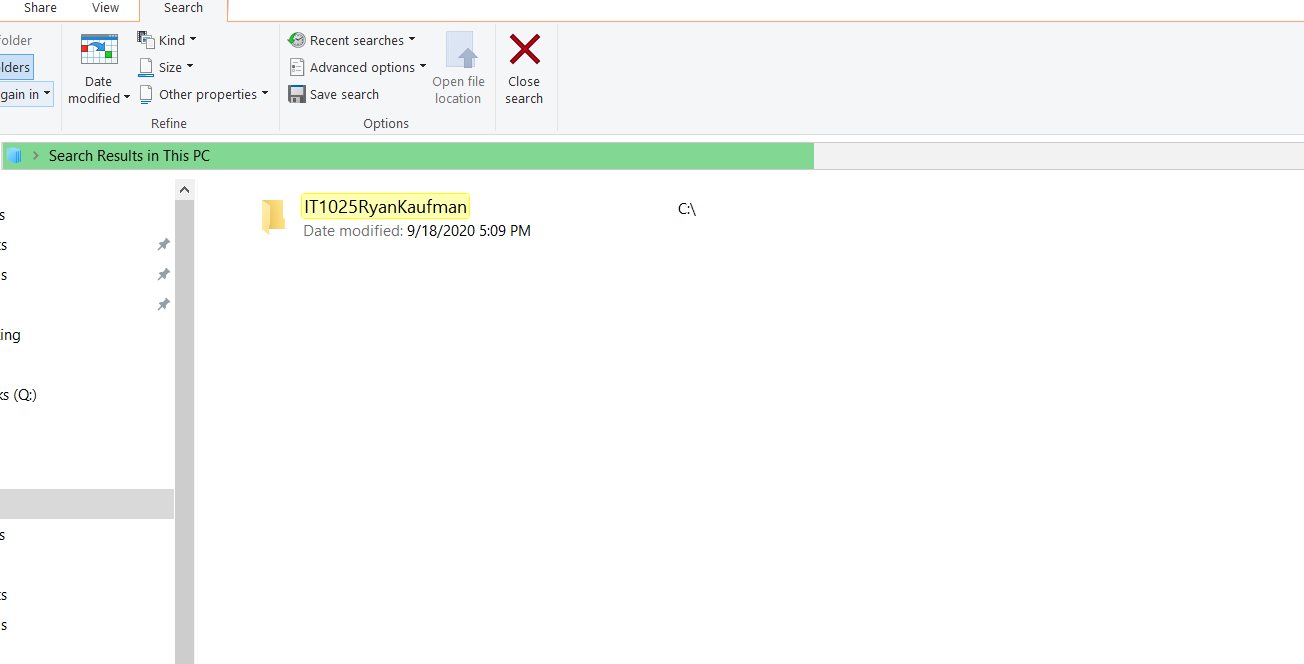 Share View Search
older
lders
gain in
Date modified
Kind
Size
Other properties
Refine
Recent searches
Advanced options
Save search
Open file location
Options
Close search
Search Results in This PC
IT1025RyanKaufman
C:\
Date modified: 9/18/2020 5:09 PM
s
ts
s
ing
ks (Q:)
s
ts
s